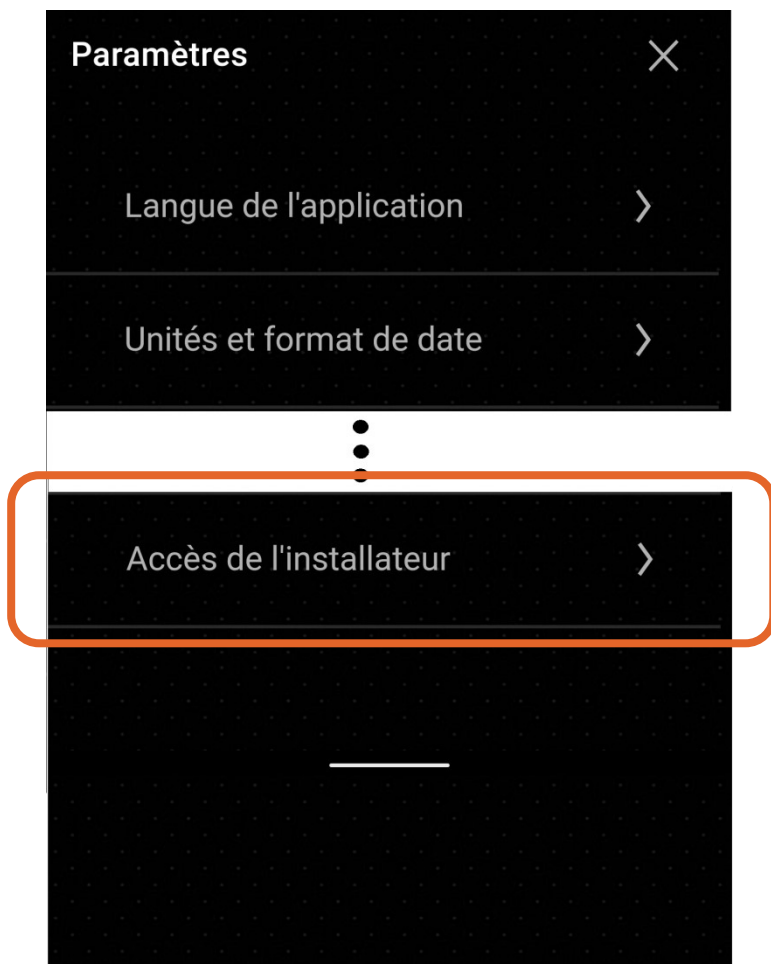 Paramètres
Langue de l'application
Unités et format de date
Accès de l'installateur